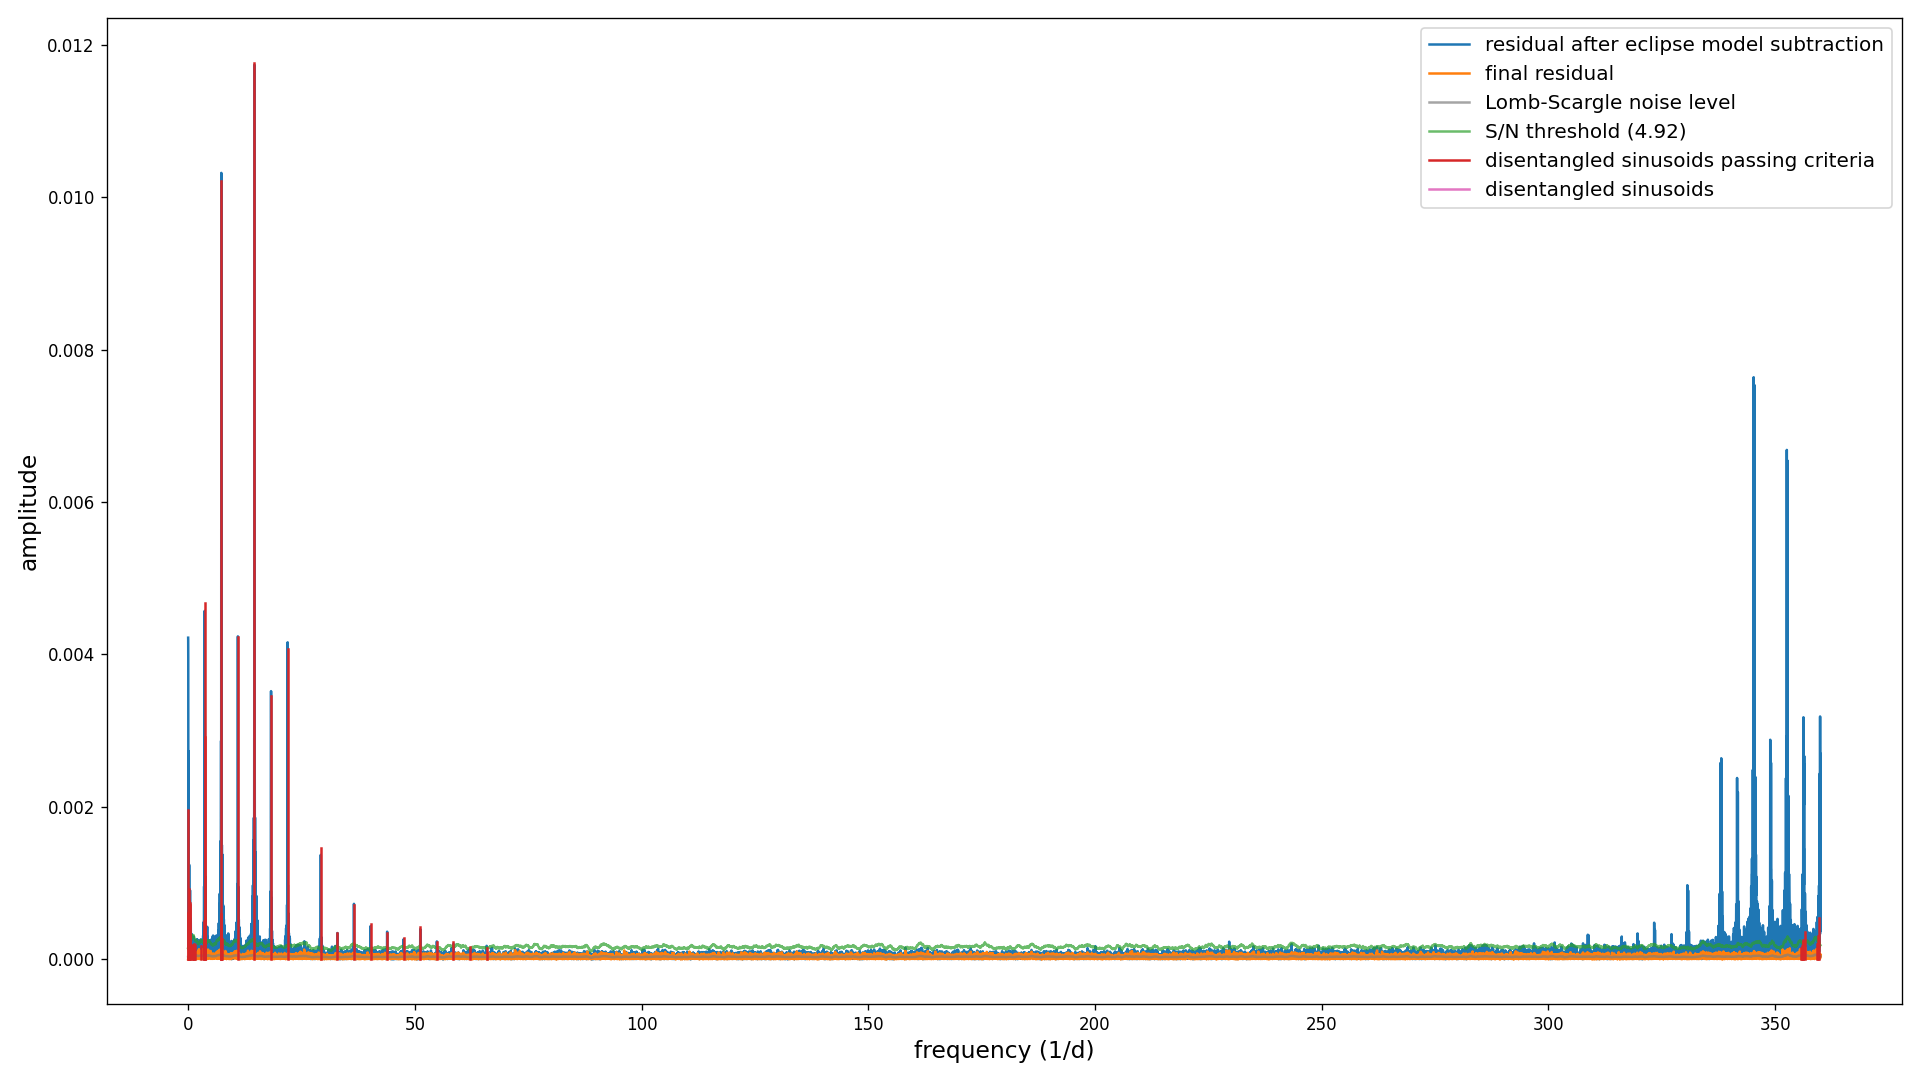 0.012
0.010
0.008
0.006
0.004
0.002
0.000
amplitude
residual after eclipse model subtraction
final residual
Lomb-Scargle noise level
S/N threshold (4.92)
disentangled sinusoids passing criteria
disentangled sinusoids
0 50 100 150 200 250 300 350
frequency (1/d)